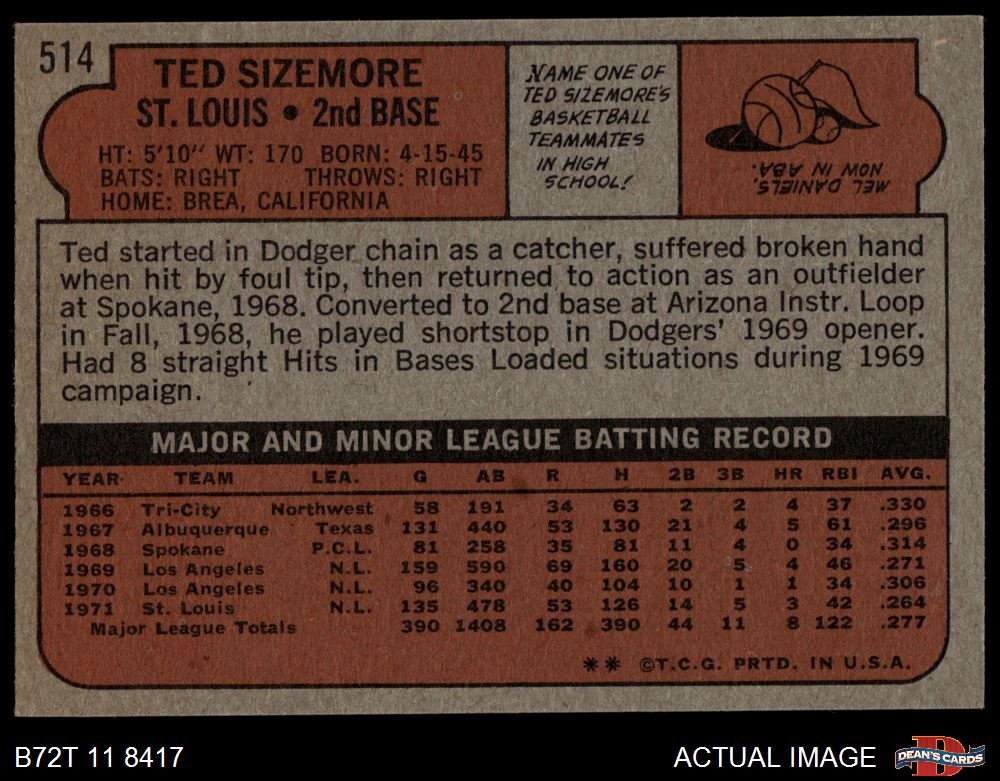 514
TED SIZEMORE
ST. LOUIS • 2nd BASE
HT: 5'10" WT: 170 BORN: 4-15-45
BATS: RIGHT THROWS: RIGHT
HOME: BREA, CALIFORNIA
NAME ONE OF
TED SIZEMORE'S
BASKETBALL
TEAMMATES
IN HIGH
SCHOOL!
MEL DANIELS,
NOW IN ABA.
Ted started in Dodger chain as a catcher, suffered broken hand
when hit by foul tip, then returned to action as an outfielder
at Spokane, 1968. Converted to 2nd base at Arizona Instr. Loop
in Fall, 1968, he played shortstop in Dodgers' 1969 opener.
Had 8 straight Hits in Bases Loaded situations during 1969
campaign.
MAJOR AND MINOR LEAGUE BATTING RECORD
YEAR TEAM LEA. G AB R H 2B 3B HR RBI AVG.
1966 Tri-City Northwest 58 191 34 63 2 2 4 37 .330
1967 Albuquerque Texas 131 440 53 130 21 4 5 61 .296
1968 Spokane P.C.L. 81 258 35 81 11 4 0 34 .314
1969 Los Angeles N.L. 159 590 69 160 20 5 4 46 .271
1970 Los Angeles N.L. 96 340 40 104 10 1 1 34 .306
1971 St. Louis N.L. 135 478 53 126 14 5 3 42 .264
Major League Totals 390 1408 162 390 44 11 8 122 .277
** ©T.C.G. PRTD. IN U.S.A.
B72T 11 8417
ACTUAL IMAGE
D
DEAN'S CARDS